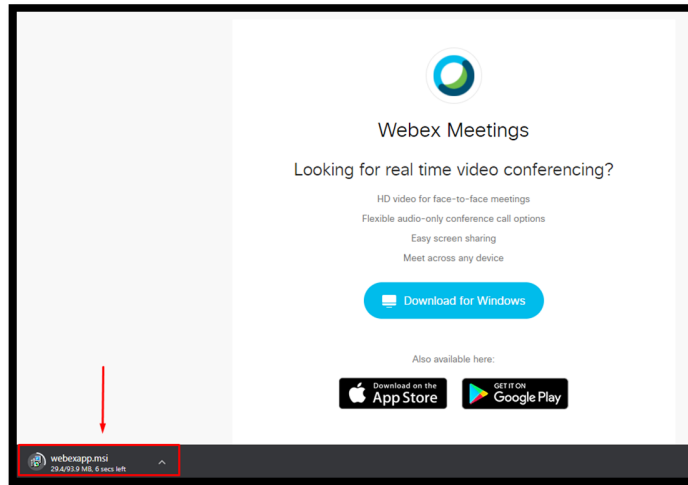 Webex Meetings
Looking for real time video conferencing?
HD video for face-to-face meetings
Flexible audio-only conference call options
Easy screen sharing
Meet across any device
Download for Windows
Also available here:
Download on the
App Store
GET IT ON
Google Play
webexapp.msi
29.4/93.9 MB, 6 secs left